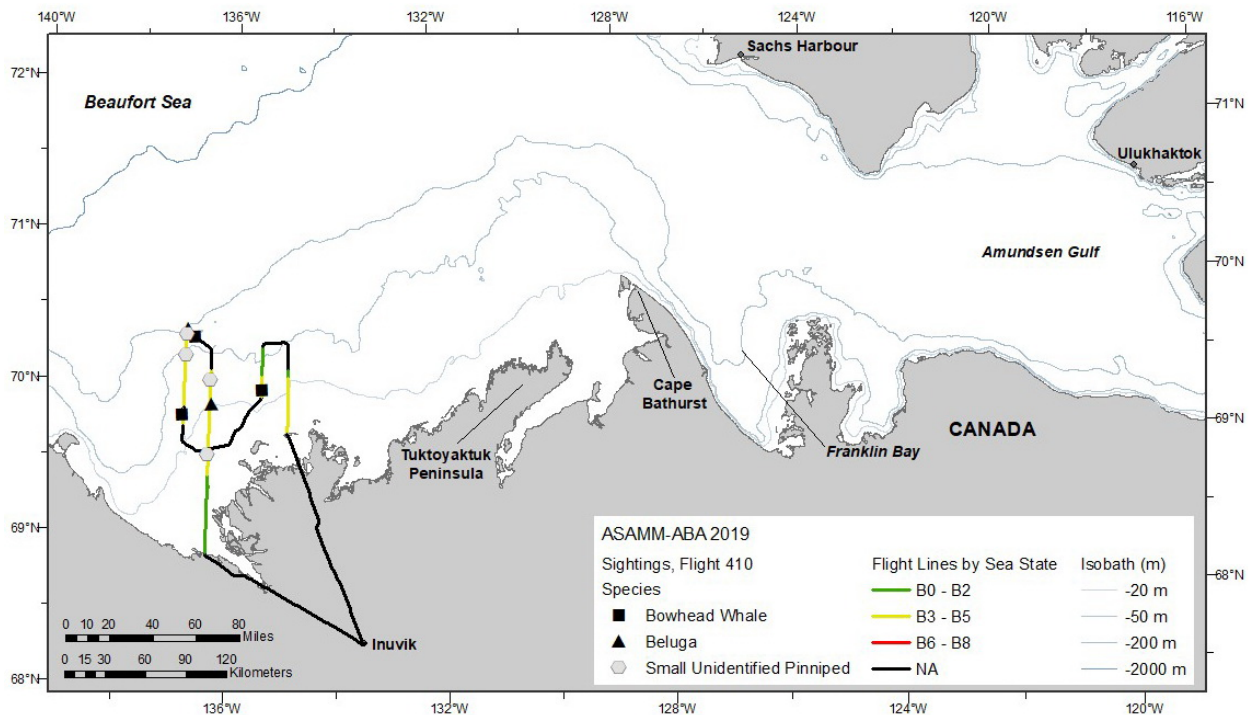 140°W 136°W 132°W 128°W 124°W 120°W 116°W
72°N
Sachs Harbour
Beaufort Sea
71°N
Ulukhaktok
71°N
Amundsen Gulf
70°N
70°N
Cape
Bathurst
69°N
CANADA
Tuktoyaktuk
Peninsula
Franklin Bay
69°N
68°N
ASAMM-ABA 2019
Sightings, Flight 410
Species
Bowhead Whale
Beluga
Small Unidentified Pinniped
Flight Lines by Sea State
B0 - B2
B3 - B5
B6 - B8
NA
Isobath (m)
-20 m
-50 m
-200 m
-2000 m
0 10 20 40 60 80
Miles
0 15 30 60 90 120
Kilometers
Inuvik
68°N
136°W 132°W 128°W 124°W 120°W